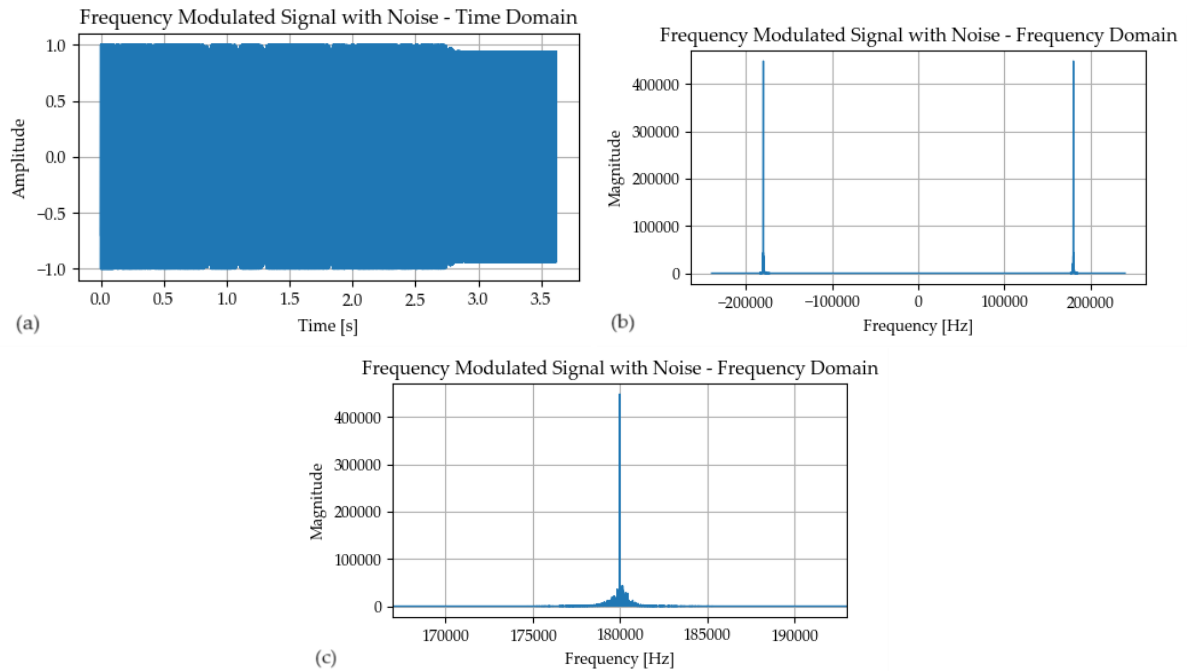 Frequency Modulated Signal with Noise - Time Domain
1.0
0.5
0.0
−0.5
−1.0
Amplitude
0.0 0.5 1.0 1.5 2.0 2.5 3.0 3.5
Time [s]
(a)
Frequency Modulated Signal with Noise - Frequency Domain
400000
300000
200000
100000
0
Magnitude
−200000 −100000 0 100000 200000
Frequency [Hz]
(b)
Frequency Modulated Signal with Noise - Frequency Domain
400000
300000
200000
100000
0
Magnitude
170000 175000 180000 185000 190000
Frequency [Hz]
(c)